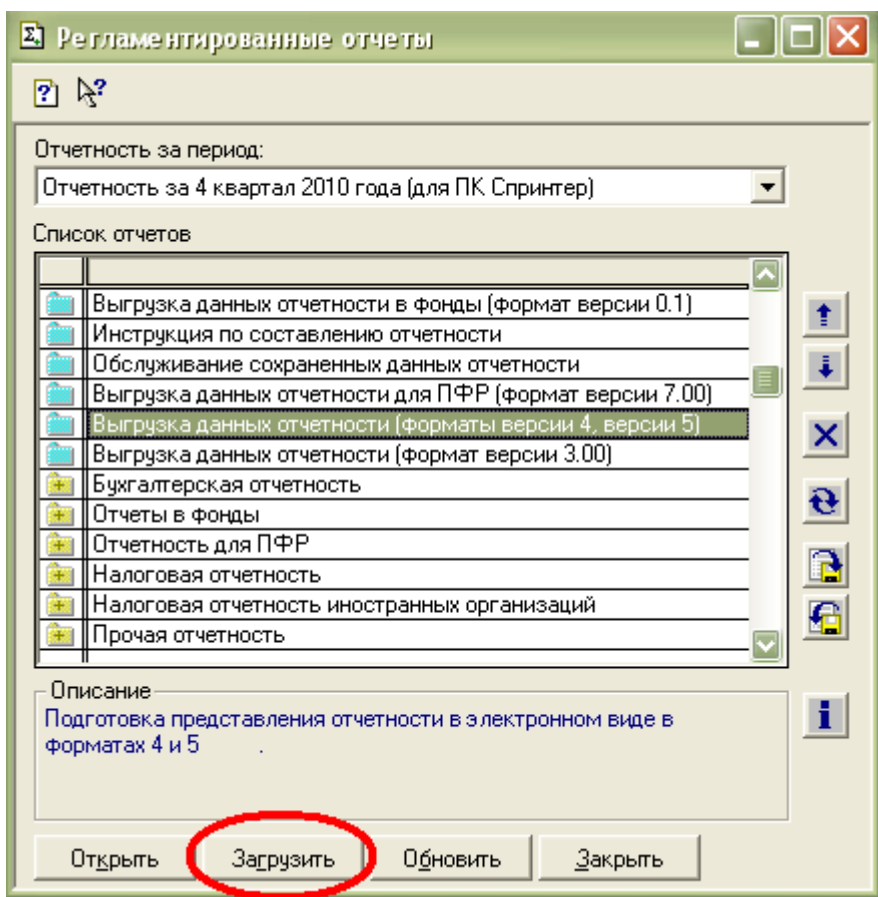 Регламентированные отчеты
Отчетность за период:
Отчетность за 4 квартал 2010 года (для ПК Спринтер)
Список отчетов
Выгрузка данных отчетности в фонды (формат версии 0.1)
Инструкция по составлению отчетности
Обслуживание сохраненных данных отчетности
Выгрузка данных отчетности для ПФР (формат версии 7.00)
Выгрузка данных отчетности (форматы версии 4, версии 5)
Выгрузка данных отчетности (формат версии 3.00)
Бухгалтерская отчетность
Отчеты в фонды
Отчетность для ПФР
Налоговая отчетность
Налоговая отчетность иностранных организаций
Прочая отчетность
Описание
Подготовка представления отчетности в электронном виде в
форматах 4 и 5 .
Открыть Загрузить Обновить Закрыть